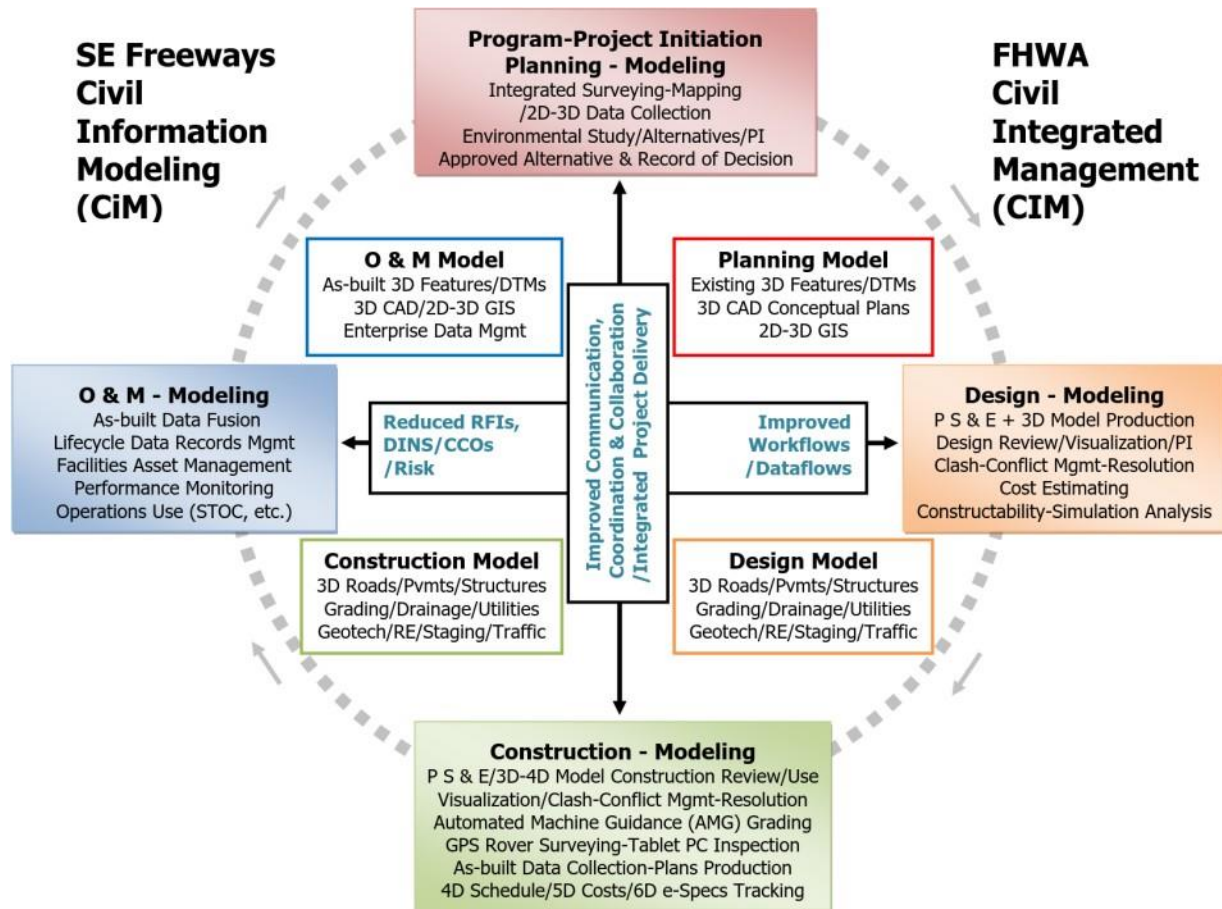 SE Freeways
Civil
Information
Modeling
(CiM)
Program-Project Initiation
Planning - Modeling
Integrated Surveying-Mapping
/2D-3D Data Collection
Environmental Study/Alternatives/PI
Approved Alternative & Record of Decision
FHWA
Civil
Integrated
Management
(CIM)
O & M Model
As-built 3D Features/DTMs
3D CAD/2D-3D GIS
Enterprise Data Mgmt
Planning Model
Existing 3D Features/DTMs
3D CAD Conceptual Plans
2D-3D GIS
O & M - Modeling
As-built Data Fusion
Lifecycle Data Records Mgmt
Facilities Asset Management
Performance Monitoring
Operations Use (STOC, etc.)
Reduced RFIs,
DINS/CCOs
/Risk
Improved Communication,
Coordination & Collaboration
/Integrated Project Delivery
Improved
Workflows
/Dataflows
Design - Modeling
P S & E + 3D Model Production
Design Review/Visualization/PI
Clash-Conflict Mgmt-Resolution
Cost Estimating
Constructability-Simulation Analysis
Construction Model
3D Roads/Pvmts/Structures
Grading/Drainage/Utilities
Geotech/RE/Staging/Traffic
Design Model
3D Roads/Pvmts/Structures
Grading/Drainage/Utilities
Geotech/RE/Staging/Traffic
Construction - Modeling
P S & E/3D-4D Model Construction Review/Use
Visualization/Clash-Conflict Mgmt-Resolution
Automated Machine Guidance (AMG) Grading
GPS Rover Surveying-Tablet PC Inspection
As-built Data Collection-Plans Production
4D Schedule/5D Costs/6D e-Specs Tracking